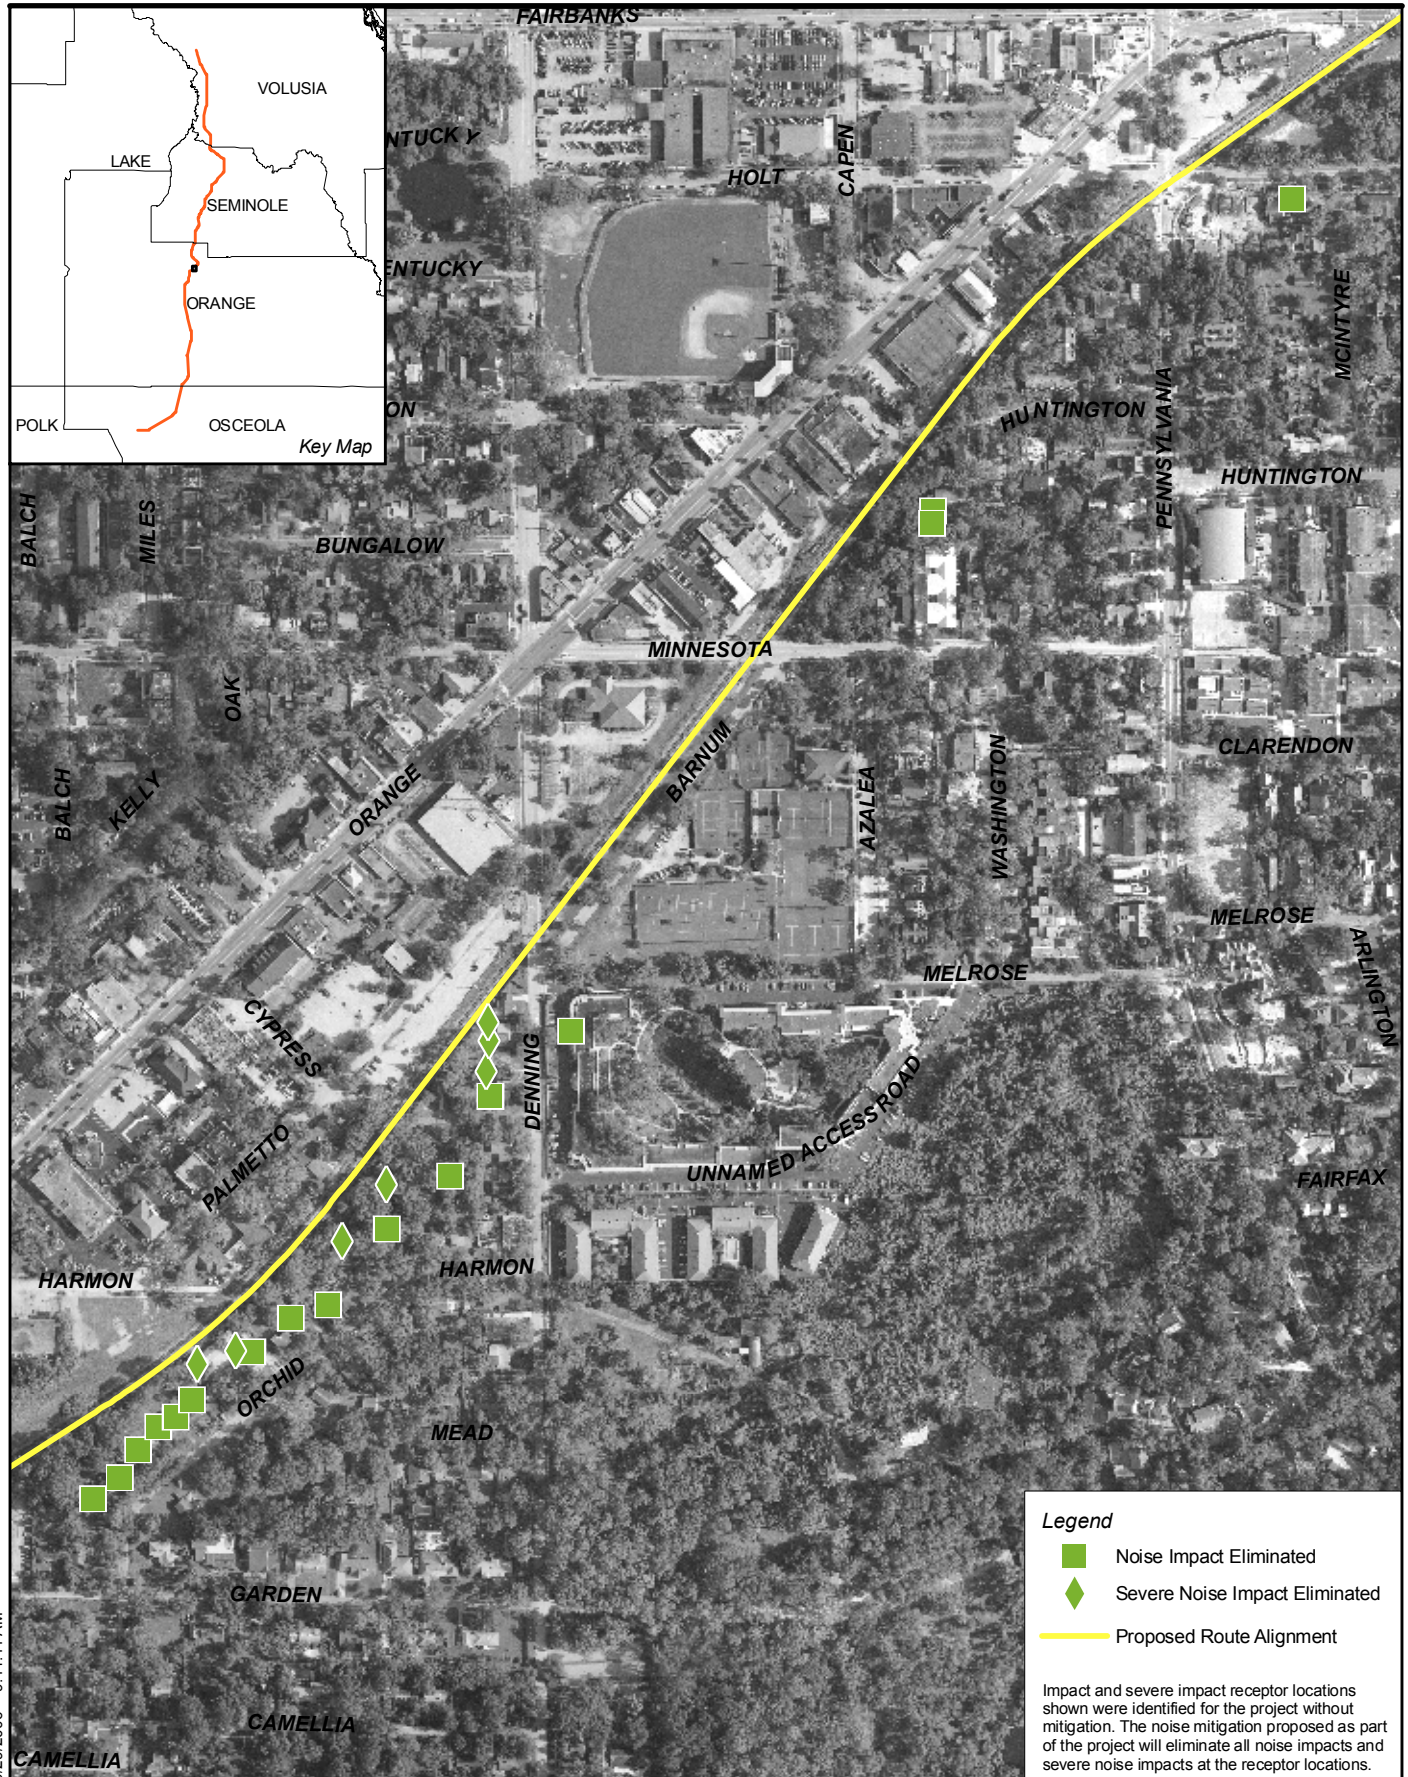 FAIRBANKS
VOLUSIA
LAKE
SEMINOLE
ORANGE
POLK
OSCEOLA
Key Map
NTUCKY
CAPEN
HOLT
ENTUCKY
MCINTYRE
ON
HUNTINGTON
PENNSYLVANIA
HUNTINGTON
BALCH
MILES
BUNGALOW
MINNESOTA
OAK
BARNUM
CLARENDON
BALCH
KELLY
ORANGE
AZALEA
WASHINGTON
MELROSE
ARLINGTON
MELROSE
CYPRESS
DENNING
UNNAMED ACCESS ROAD
PALMETTO
FAIRFAX
HARMON
HARMON
ORCHID
MEAD
GARDEN
CAMELLIA
CAMELLIA
Legend
Noise Impact Eliminated
Severe Noise Impact Eliminated
Proposed Route Alignment
Impact and severe impact receptor locations
shown were identified for the project without
mitigation. The noise mitigation proposed as part
of the project will eliminate all noise impacts and
severe noise impacts at the receptor locations.